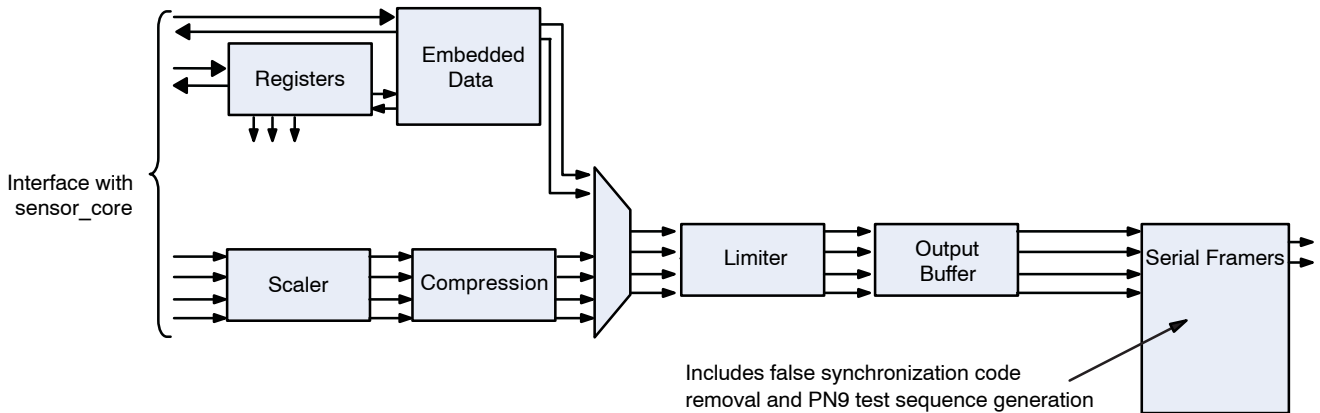 Embedded
Data
Registers
Interface with
sensor_core
Scaler
Compression
Limiter
Output
Buffer
Serial Framers
Includes false synchronization code
removal and PN9 test sequence generation